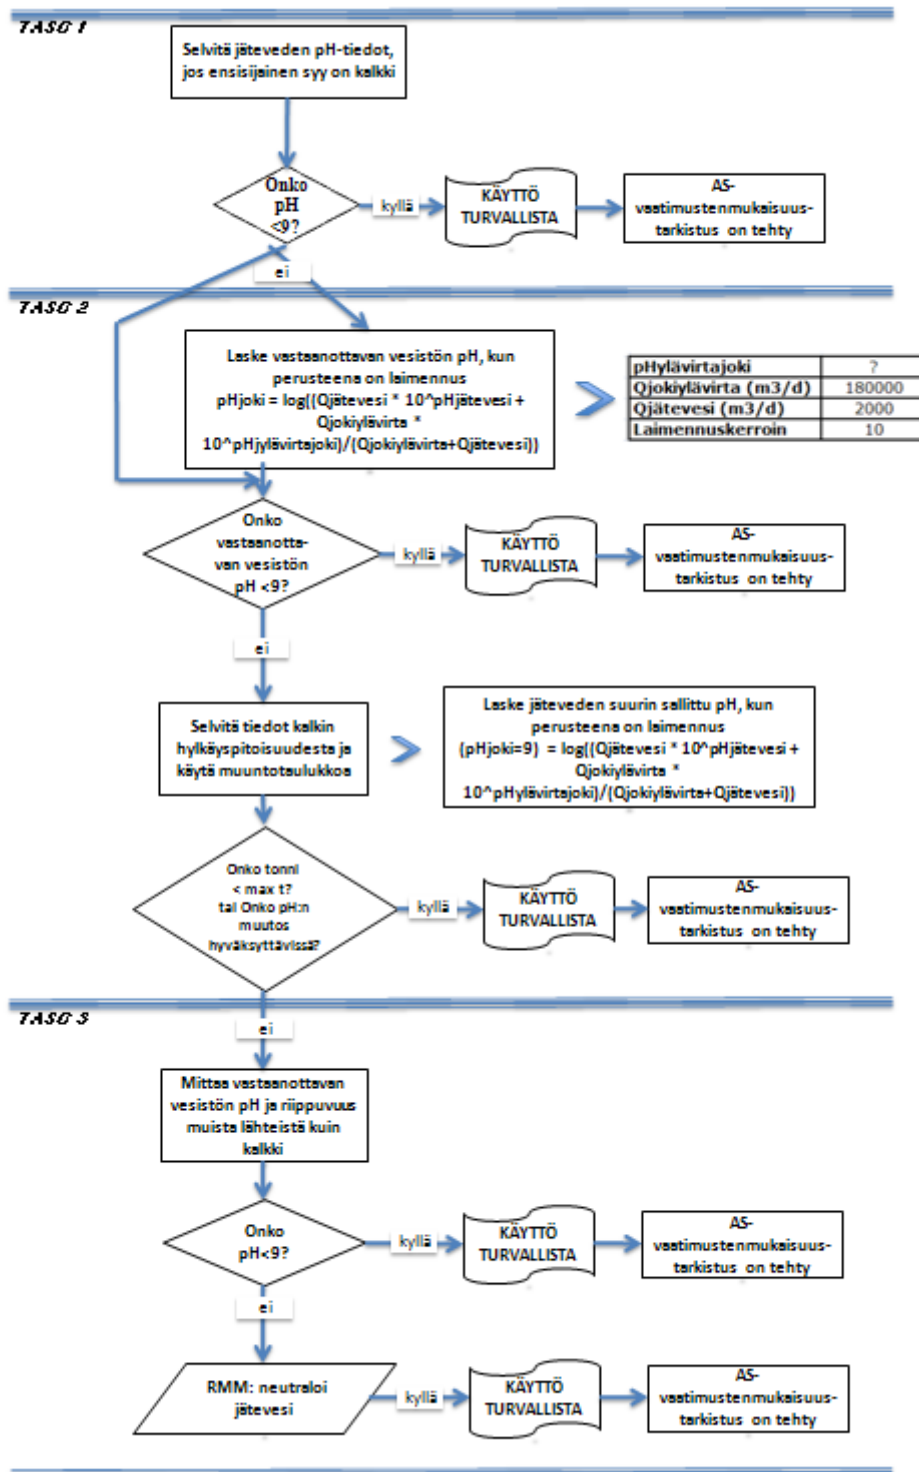 TASO 1
Selvitä jäteveden pH-tiedot,
jos ensisijainen syy on kalkki
Onko
pH
<9?
kyllä
KÄYTTÖ
TURVALLISTA
AS-
vaatimustenmukaisuus-
tarkistus on tehty
ei
TASO 2
Laske vastaanottavan vesistön pH, kun
perusteena on laimennus
pHjoki = log((Qjätevesi * 10^pHjätevesi +
Qjokiylävirta *
10^pHjylävirtajoki)/(Qjokiylävirta+Qjätevesi))
pHylävirtajoki ?
Qjokiylävirta (m3/d) 180000
Qjätevesi (m3/d) 2000
Laimennuskerroin 10
Onko
vastaanotta-
van vesistön
pH <9?
kyllä
KÄYTTÖ
TURVALLISTA
AS-
vaatimustenmukaisuus-
tarkistus on tehty
ei
Selvitä tiedot kalkin
hylkäyspitoisuudesta ja
käytä muuntotaulukkoa
Laske jäteveden suurin sallittu pH, kun
perusteena on laimennus
(pHjoki=9) = log((Qjätevesi * 10^pHjätevesi +
Qjokiylävirta *
10^pHylävirtajoki)/(Qjokiylävirta+Qjätevesi))
Onko tonni
< max t?
tai Onko pH:n
muutos
hyväksyttävissä?
kyllä
KÄYTTÖ
TURVALLISTA
AS-
vaatimustenmukaisuus-
tarkistus on tehty
TASO 3
ei
Mittaa vastaanottavan
vesistön pH ja riippuvuus
muista lähteistä kuin
kalkki
Onko
pH<9?
kyllä
KÄYTTÖ
TURVALLISTA
AS-
vaatimustenmukaisuus-
tarkistus on tehty
ei
RMM: neutraloi
jätevesi
kyllä
KÄYTTÖ
TURVALLISTA
AS-
vaatimustenmukaisuus-
tarkistus on tehty